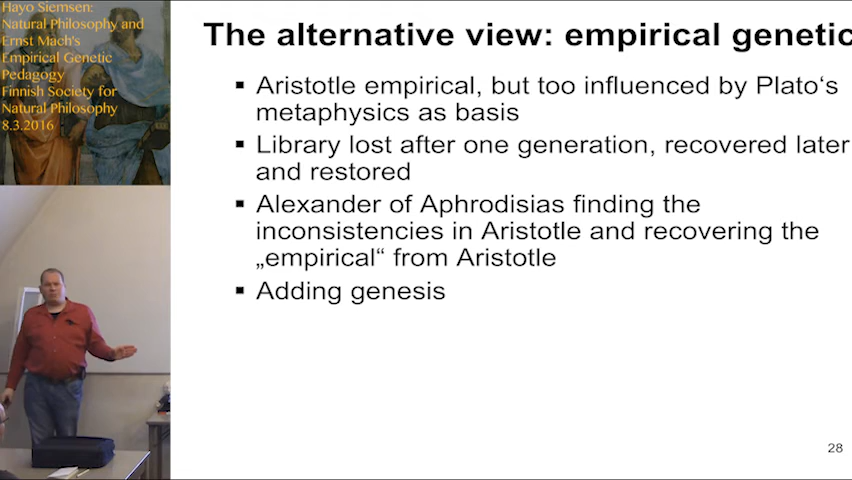 Hayo Siemsen:
Natural Philosophy and
Ernst Mach's
Empirical Genetic
Pedagogy
Finnish Society for
Natural Philosophy
8.3.2016
The alternative view: empirical genetic
▪ Aristotle empirical, but too influenced by Plato‘s
metaphysics as basis
▪ Library lost after one generation, recovered later
and restored
▪ Alexander of Aphrodisias finding the
inconsistencies in Aristotle and recovering the
„empirical“ from Aristotle
▪ Adding genesis
28